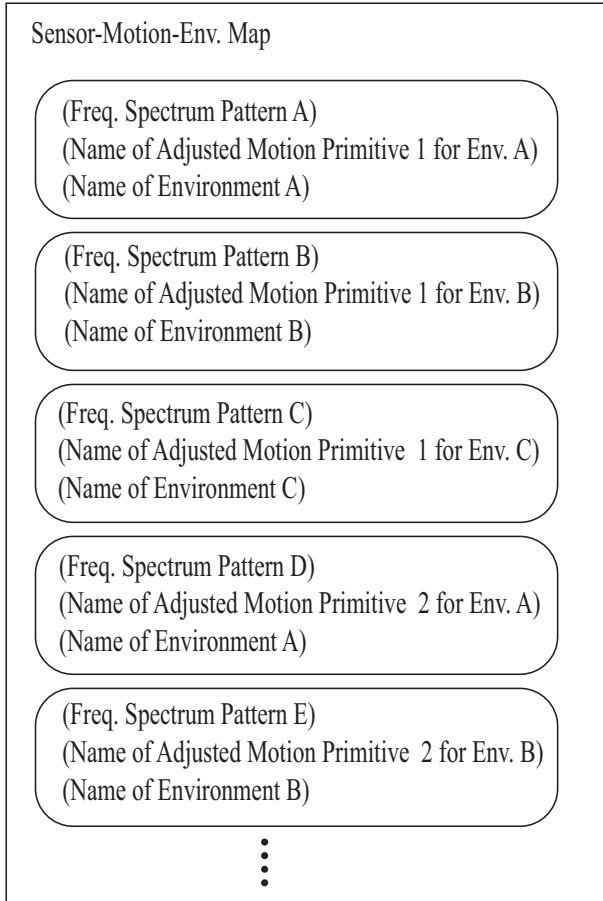 Sensor-Motion-Env. Map
(Freq. Spectrum Pattern A)
(Name of Adjusted Motion Primitive 1 for Env. A)
(Name of Environment A)
(Freq. Spectrum Pattern B)
(Name of Adjusted Motion Primitive 1 for Env. B)
(Name of Environment B)
(Freq. Spectrum Pattern C)
(Name of Adjusted Motion Primitive 1 for Env. C)
(Name of Environment C)
(Freq. Spectrum Pattern D)
(Name of Adjusted Motion Primitive 2 for Env. A)
(Name of Environment A)
(Freq. Spectrum Pattern E)
(Name of Adjusted Motion Primitive 2 for Env. B)
(Name of Environment B)